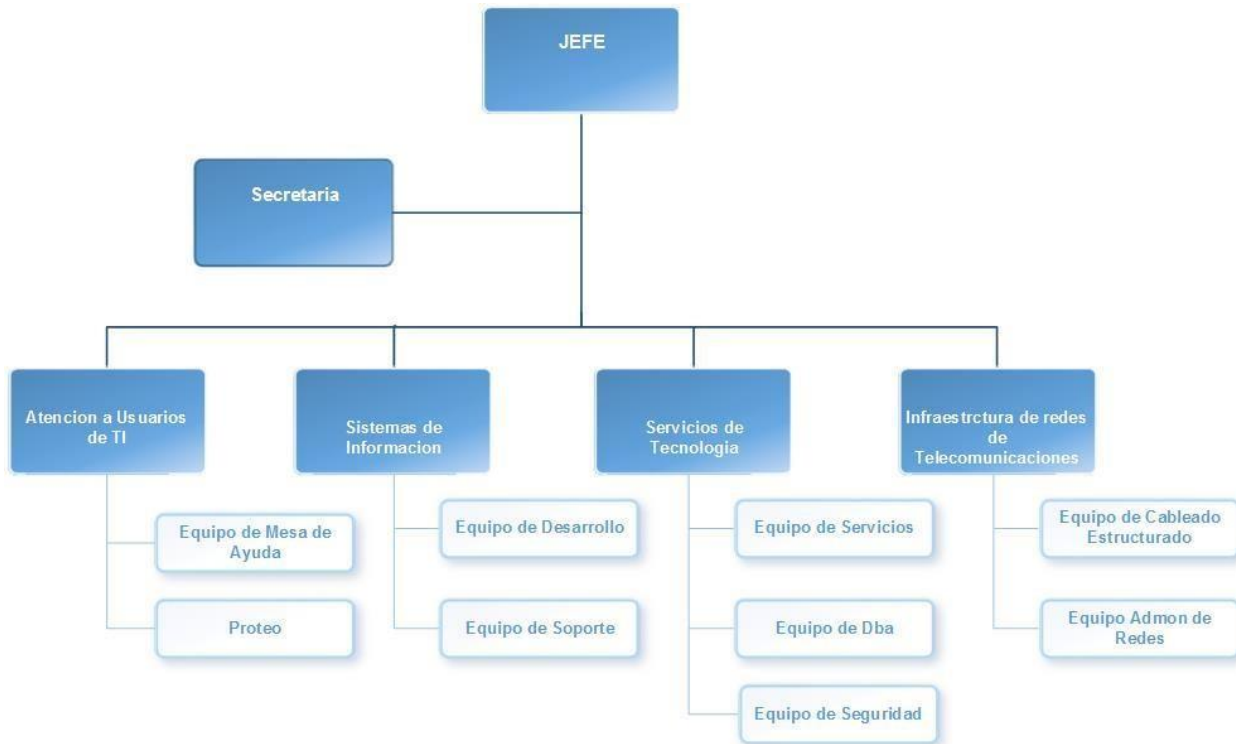 JEFE
Secretaria
Atencion a Usuarios
de TI
Sistemas de
Informacion
Servicios de
Tecnologia
Infraestrctura de redes
de
Telecomunicaciones
Equipo de Mesa de
Ayuda
Proteo
Equipo de Desarrollo
Equipo de Soporte
Equipo de Servicios
Equipo de Dba
Equipo de Seguridad
Equipo de Cableado
Estructurado
Equipo Admon de
Redes